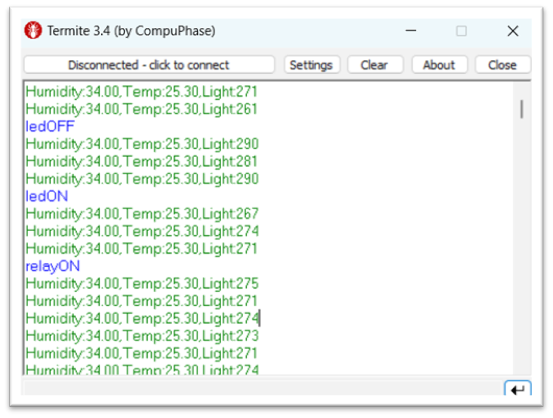 Termite 3.4 (by CompuPhase)
Disconnected - click to connect Settings Clear About Close
Humidity:34.00,Temp:25.30,Light:271
Humidity:34.00,Temp:25.30,Light:261
ledOFF
Humidity:34.00,Temp:25.30,Light:290
Humidity:34.00,Temp:25.30,Light:281
Humidity:34.00,Temp:25.30,Light:290
ledON
Humidity:34.00,Temp:25.30,Light:267
Humidity:34.00,Temp:25.30,Light:274
Humidity:34.00,Temp:25.30,Light:271
relayON
Humidity:34.00,Temp:25.30,Light:275
Humidity:34.00,Temp:25.30,Light:271
Humidity:34.00,Temp:25.30,Light:274
Humidity:34.00,Temp:25.30,Light:273
Humidity:34.00,Temp:25.30,Light:271
Humidity:34.00,Temp:25.30,Light:274